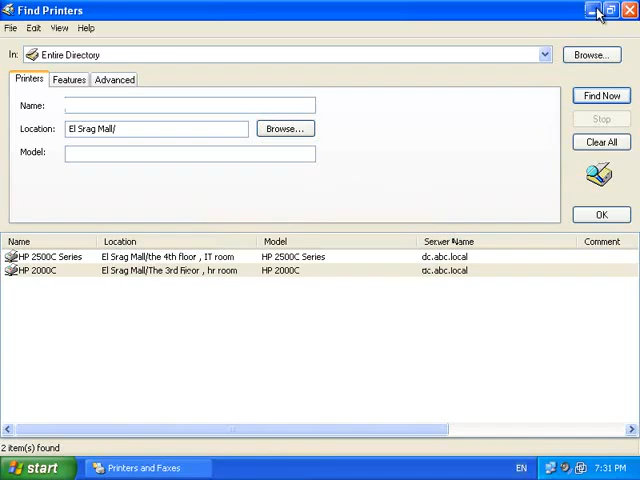 Find Printers
File Edit View Help
In: Entire Directory Browse...
Printers Features Advanced
Find Now
Name:
Stop
Location: El Srag Mall/ Browse...
Clear All
Model:
OK
Name Location Model Server Name Comment
HP 2500C Series El Srag Mall/the 4th floor , IT room HP 2500C Series dc.abc.local
HP 2000C El Srag Mall/The 3rd Floor , hr room HP 2000C dc.abc.local
2 item(s) found
start Printers and Faxes EN 7:31 PM